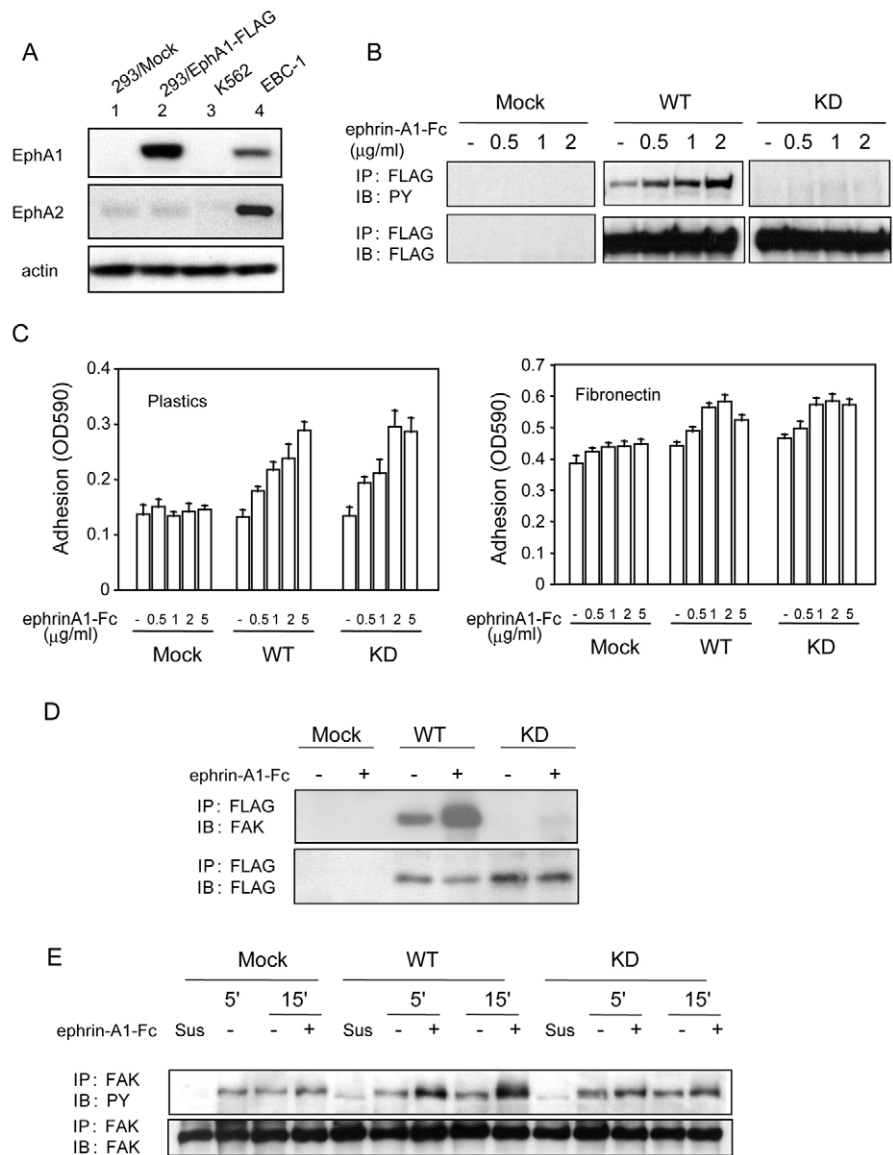 A
293/Mock 293/EphA1-FLAG K562 EBC-1
1 2 3 4
EphA1
EphA2
actin
B
Mock WT KD
ephrin-A1-Fc
(μg/ml)
- 0.5 1 2 - 0.5 1 2 - 0.5 1 2
IP: FLAG
IB: PY
IP: FLAG
IB: FLAG
C
Adhesion (OD590)
0.4
0.3
0.2
0.1
0
Plastics
ephrinA1-Fc
(μg/ml)
- 0.5 1 2 5 - 0.5 1 2 5 - 0.5 1 2 5
Mock WT KD
Adhesion (OD590)
0.7
0.6
0.5
0.4
0.3
0.2
0.1
0
Fibronectin
ephrinA1-Fc
(μg/ml)
- 0.5 1 2 5 - 0.5 1 2 5 - 0.5 1 2 5
Mock WT KD
D
Mock WT KD
ephrin-A1-Fc - + - + - +
IP: FLAG
IB: FAK
IP: FLAG
IB: FLAG
E
Mock WT KD
5' 15' 5' 15' 5' 15'
ephrin-A1-Fc Sus - - + Sus - + - + Sus - + - +
IP: FAK
IB: PY
IP: FAK
IB: FAK